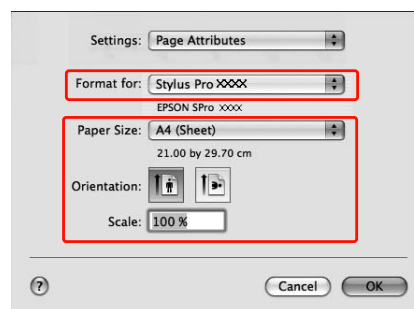 Settings: Page Attributes
Format for: Stylus Pro XXXX
EPSON SPro XXXX
Paper Size: A4 (Sheet)
21.00 by 29.70 cm
Orientation:
Scale: 100 %
? Cancel OK